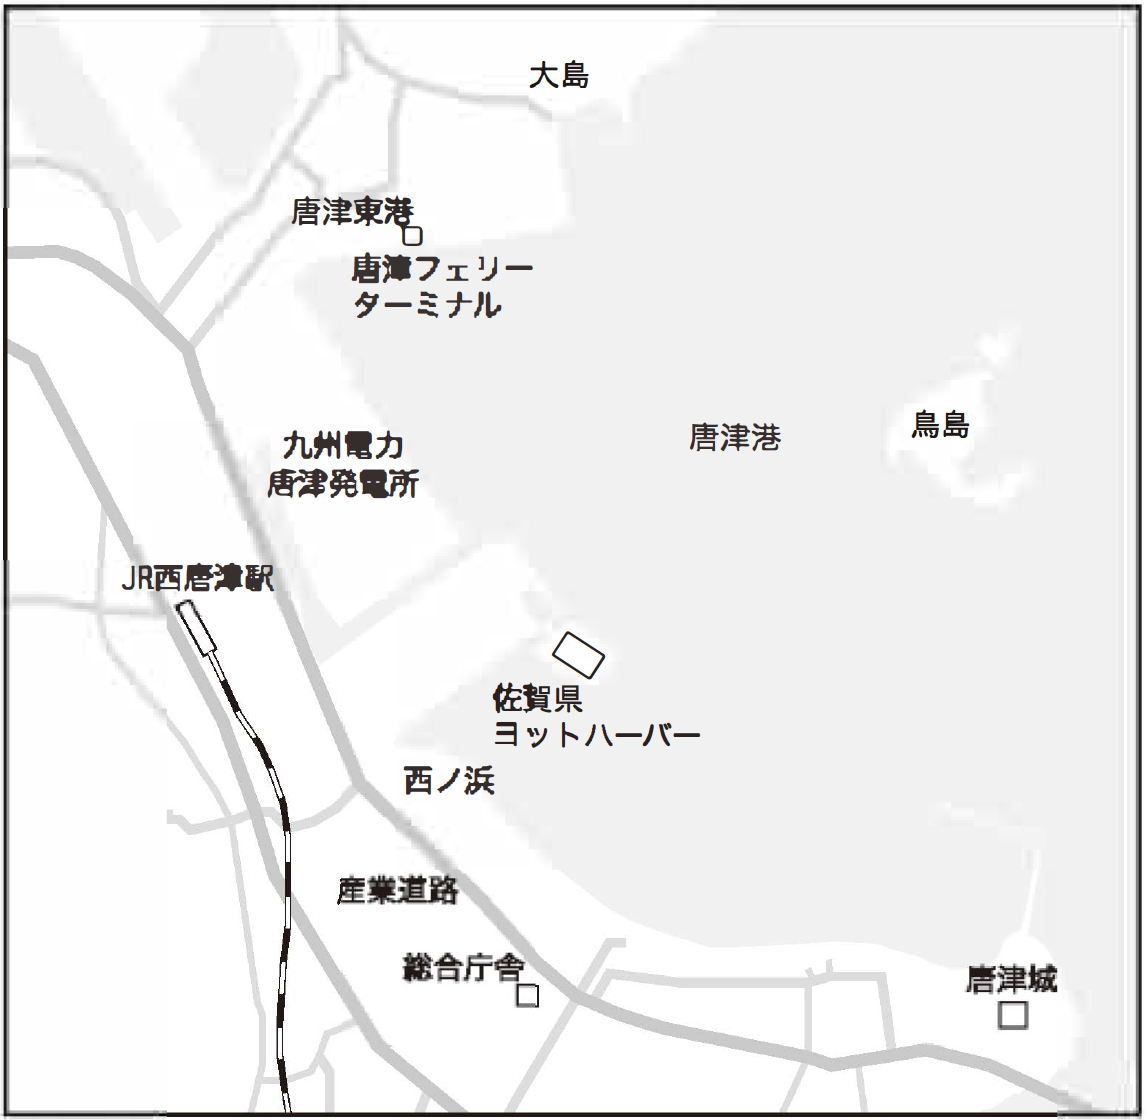 大島
唐津東港
唐津フェリー
ターミナル
唐津港
鳥島
九州電力
唐津発電所
JR西唐津駅
佐賀県
ヨットハーバー
西ノ浜
産業道路
総合庁舎
唐津城